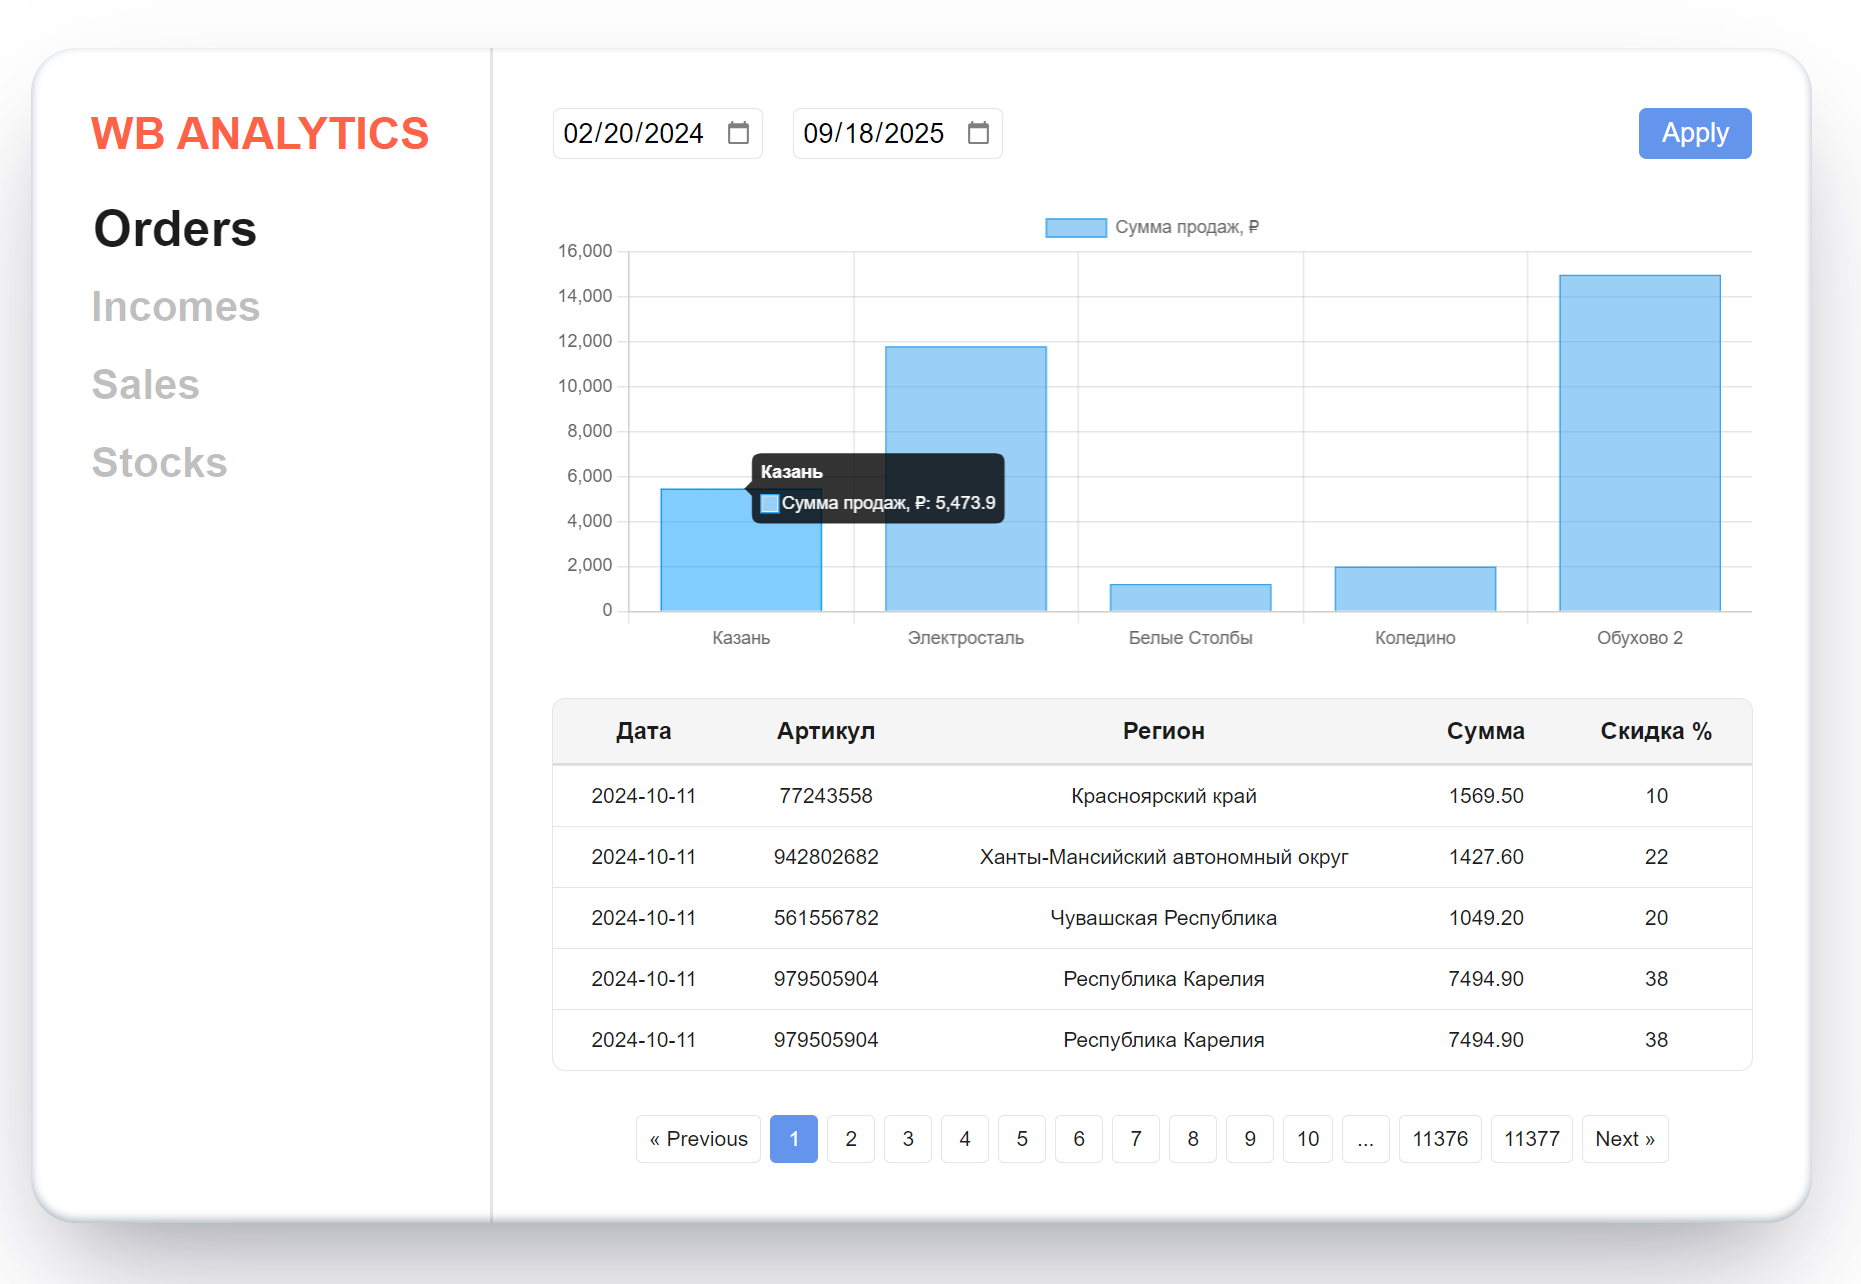 WB ANALYTICS
Orders
Incomes
Sales
Stocks
02/20/2024 09/18/2025 Apply
Сумма продаж, ₽
16,000
14,000
12,000
10,000
8,000
6,000
4,000
2,000
0
Казань
Сумма продаж, ₽: 5,473.9
Казань Электросталь Белые Столбы Коледино Обухово 2
Дата Артикул Регион Сумма Скидка %
2024-10-11 77243558 Красноярский край 1569.50 10
2024-10-11 942802682 Ханты-Мансийский автономный округ 1427.60 22
2024-10-11 561556782 Чувашская Республика 1049.20 20
2024-10-11 979505904 Республика Карелия 7494.90 38
2024-10-11 979505904 Республика Карелия 7494.90 38
« Previous 1 2 3 4 5 6 7 8 9 10 ... 11376 11377 Next »